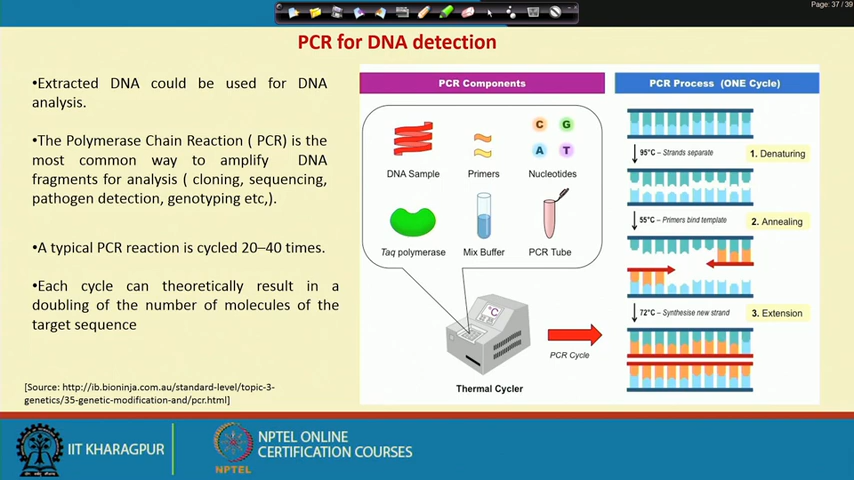 Page: 37 / 39
PCR for DNA detection
•Extracted DNA could be used for DNA
analysis.
•The Polymerase Chain Reaction ( PCR) is the
most common way to amplify DNA
fragments for analysis ( cloning, sequencing,
pathogen detection, genotyping etc,).
•A typical PCR reaction is cycled 20–40 times.
•Each cycle can theoretically result in a
doubling of the number of molecules of the
target sequence
[Source: http://ib.bioninja.com.au/standard-level/topic-3-
genetics/35-genetic-modification-and/pcr.html]
PCR Components
C G
A T
DNA Sample Primers Nucleotides
Taq polymerase Mix Buffer PCR Tube
°C
PCR Cycle
Thermal Cycler
PCR Process (ONE Cycle)
95°C – Strands separate
1. Denaturing
55°C – Primers bind template
2. Annealing
72°C – Synthesise new strand
3. Extension
IIT KHARAGPUR
NPTEL
NPTEL ONLINE
CERTIFICATION COURSES